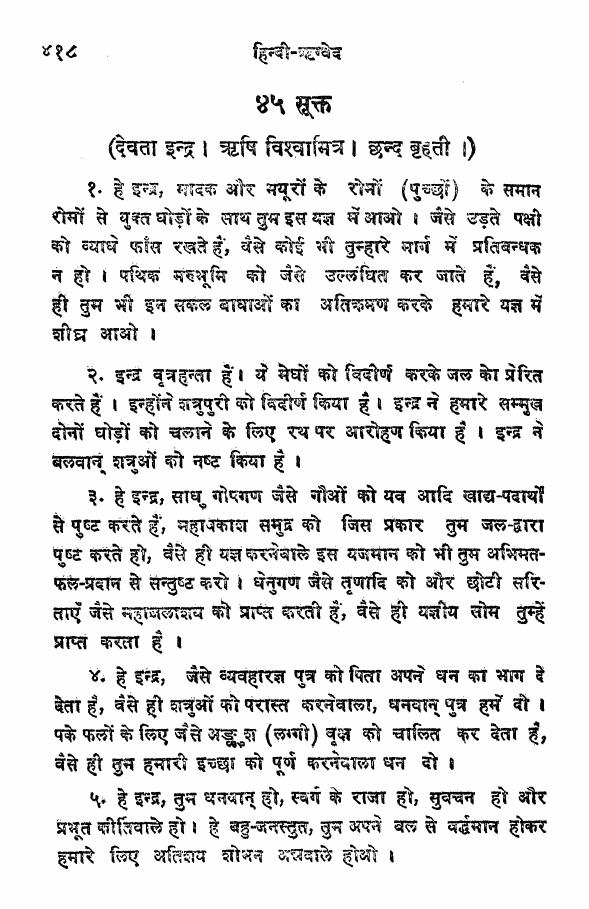 ४१८ हिन्दी-ऋग्वेद
४५ सूक्त
(देवता इन्द्र । ऋषि विश्वामित्र । छन्द बृहती ।)
१. हे इन्द्र, मादक और मयूरों के रोमों (पुच्छों) के समान
रोमों से युक्त घोड़ों के साथ तुम इस यज्ञ में आओ । जैसे उड़ते पक्षी
को व्याधे फाँस रखते हैं, वैसे कोई भी तुम्हारे मार्ग में प्रतिबन्धक
न हो । पथिक मरुभूमि को जैसे उल्लंघित कर जाते हैं, वैसे
ही तुम भी इन सकल बाधाओं का अतिक्रमण करके हमारे यज्ञ में
शीघ्र आओ ।
२. इन्द्र वृत्रहन्ता हैं। ये मेघों को विदीर्ण करके जल को प्रेरित
करते हैं । इन्होंने शत्रुपुरी को विदीर्ण किया है। इन्द्र ने हमारे सम्मुख
दोनों घोड़ों को चलाने के लिए रथ पर आरोहण किया है । इन्द्र ने
बलवान् शत्रुओं को नष्ट किया है ।
३. हे इन्द्र, साधु गोपगण जैसे गौओं को यव आदि खाद्य-पदार्थों
से पुष्ट करते हैं, महावकाश समुद्र को जिस प्रकार तुम जल-द्वारा
पुष्ट करते हो, वैसे ही यज्ञ करनेवाले इस यजमान को भी तुम अभिमत-
फल-प्रदान से सन्तुष्ट करो । धेनुगण जैसे तृणादि को और छोटी सरि-
ताएँ जैसे महाजलाशय को प्राप्त करती हैं, वैसे ही यज्ञीय सोम तुम्हें
प्राप्त करता है ।
४. हे इन्द्र, जैसे व्यवहारज्ञ पुत्र को पिता अपने धन का भाग दे
देता है, वैसे ही शत्रुओं को परास्त करनेवाला, धनवान् पुत्र हमें दो ।
पके फलों के लिए जैसे अङ्कुश (लग्गी) वृक्ष को चालित कर देता है,
वैसे ही तुम हमारी इच्छा को पूर्ण करनेवाला धन दो ।
५. हे इन्द्र, तुम धनवान् हो, स्वर्ग के राजा हो, सुवचन हो और
प्रभूत कीर्तिवाले हो । हे बहु-जनस्तुत, तुम अपने बल से वर्द्धमान होकर
हमारे लिए अतिशय शोभन अन्नवाले होओ ।